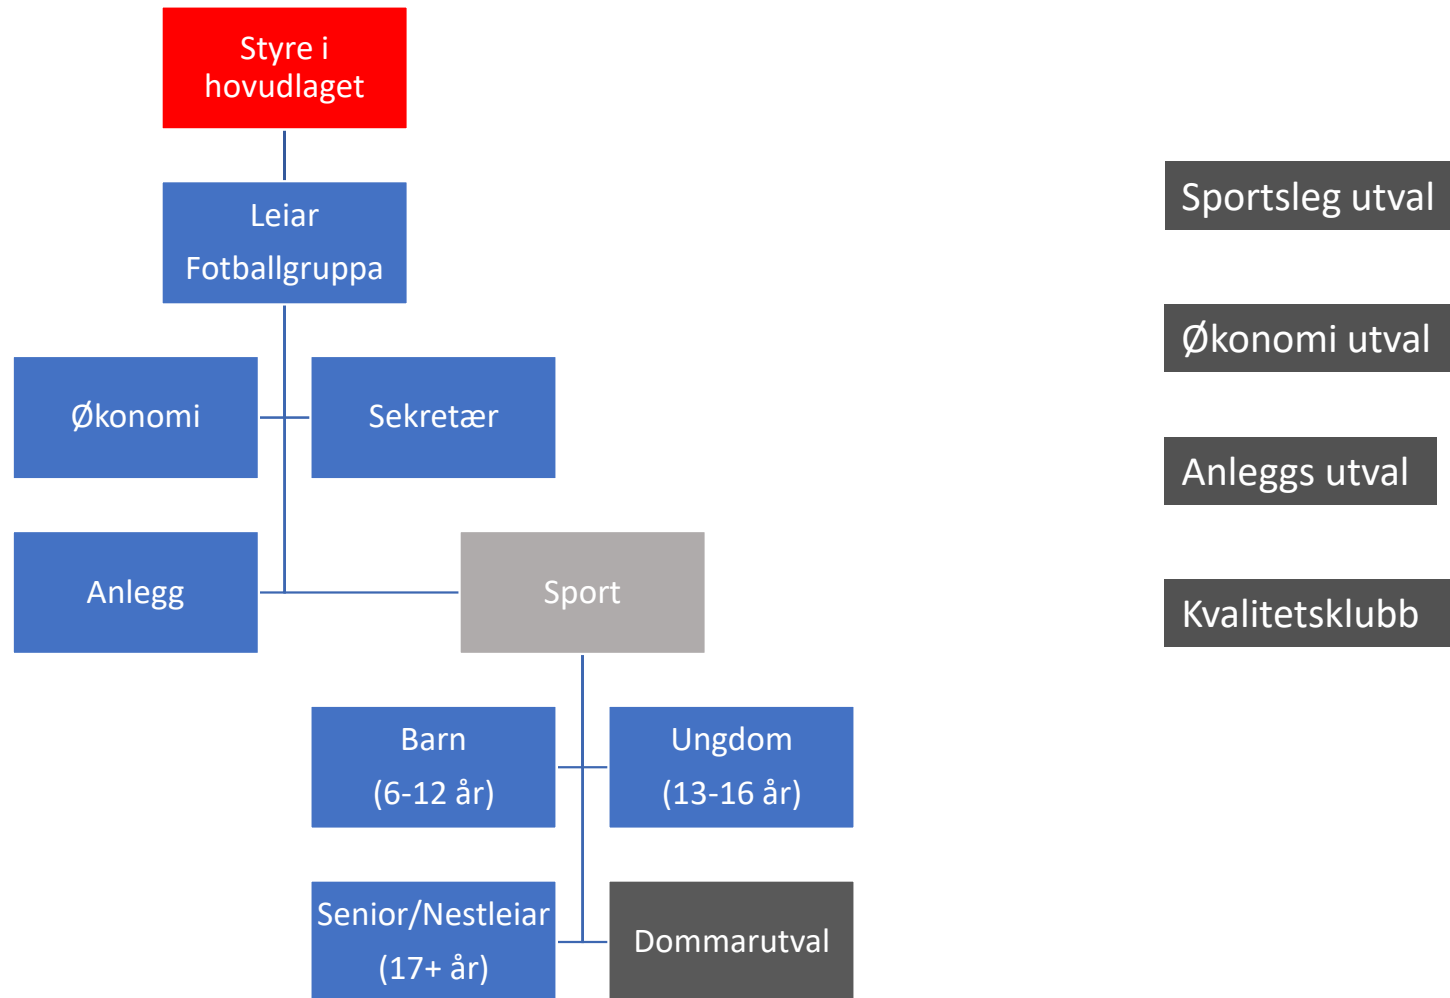 Styre i
hovudlaget
Leiar
Fotballgruppa
Økonomi
Sekretær
Anlegg
Sport
Barn
(6-12 år)
Ungdom
(13-16 år)
Senior/Nestleiar
(17+ år)
Dommarutval
Sportsleg utval
Økonomi utval
Anleggs utval
Kvalitetsklubb